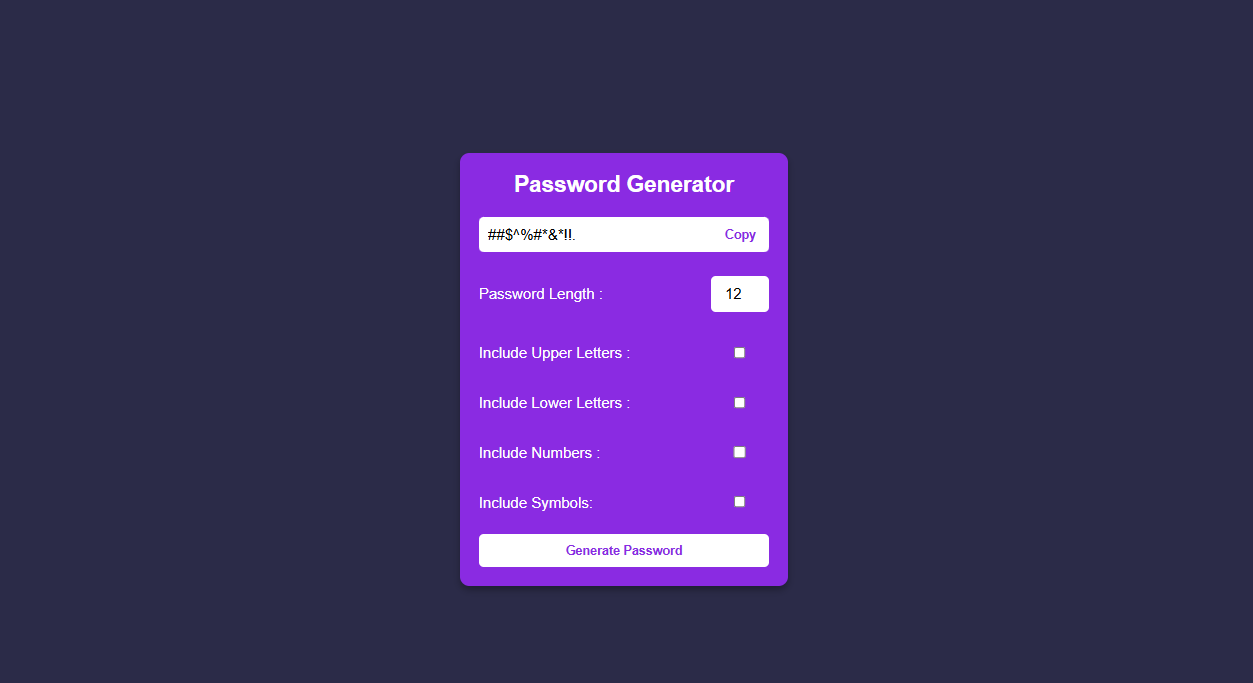 Password Generator
##$^%#*&*!!.
Copy
Password Length :
12
Include Upper Letters :
Include Lower Letters :
Include Numbers :
Include Symbols:
Generate Password